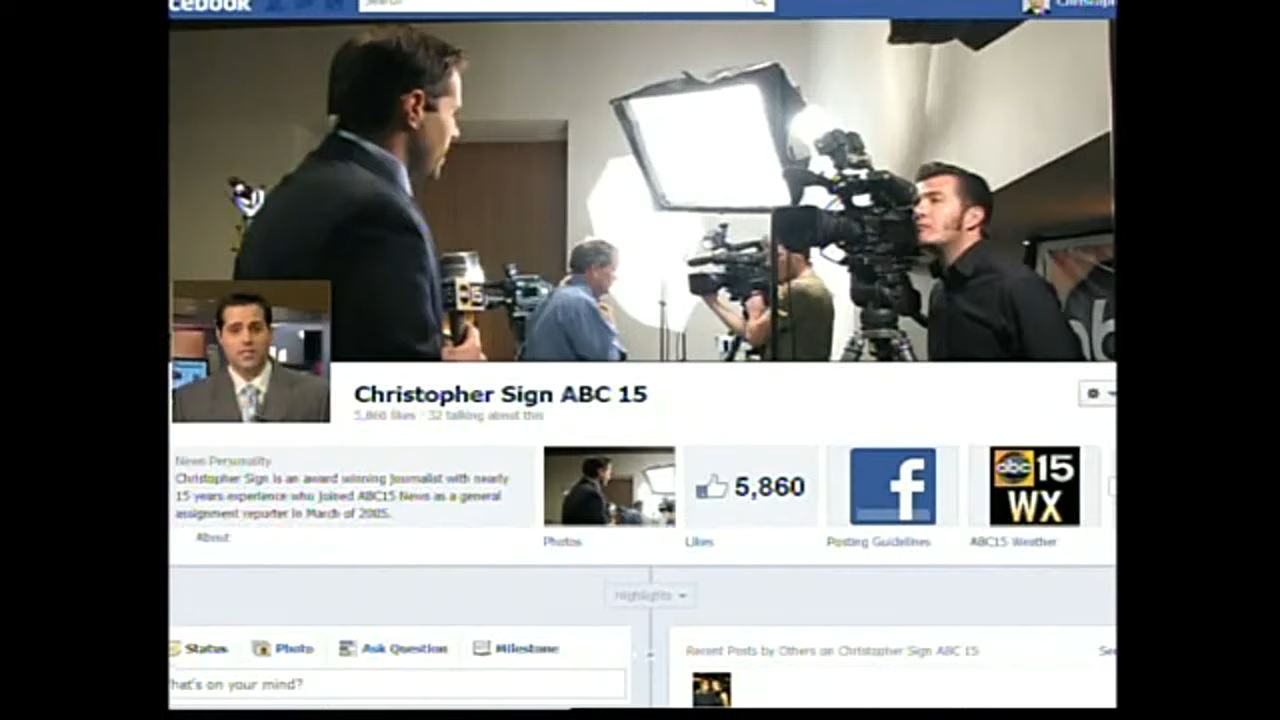 cebook
Search
Christoph
Christopher Sign ABC 15
5,860 likes · 32 talking about this
News Personality
Christopher Sign is an award winning journalist with nearly
15 years experience who joined ABC15 News as a general
assignment reporter in March of 2005.
About
5,860
f
abc 15
WX
Photos
Likes
Posting Guidelines
ABC15 Weather
Highlights
Status
Photo
Ask Question
Milestone
hat's on your mind?
Recent Posts by Others on Christopher Sign ABC 15
See